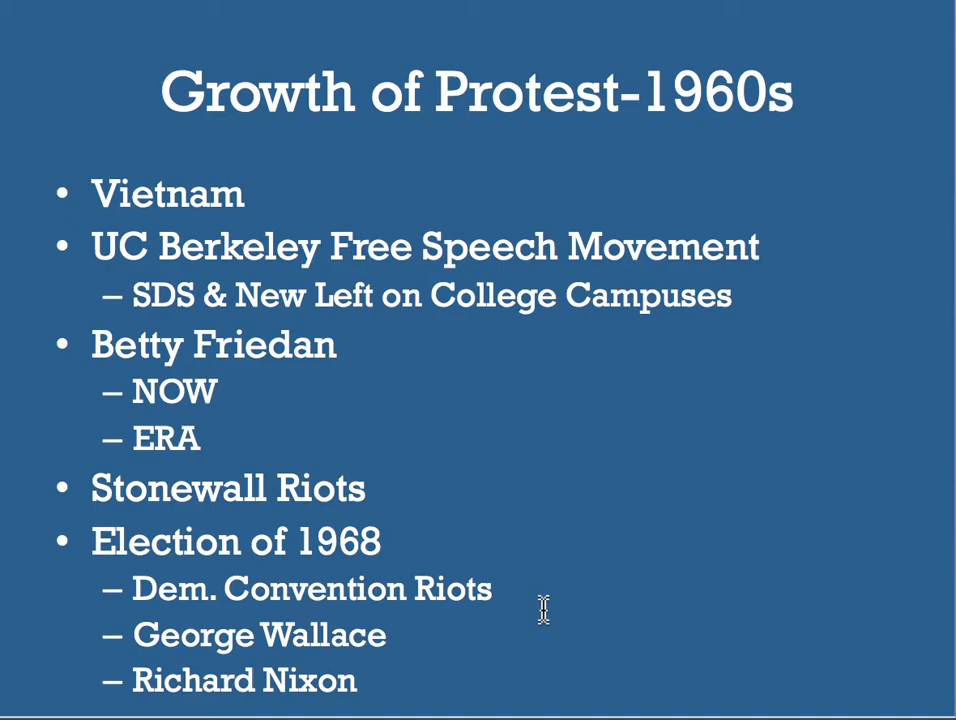 Growth of Protest-1960s
• Vietnam
• UC Berkeley Free Speech Movement
– SDS & New Left on College Campuses
• Betty Friedan
– NOW
– ERA
• Stonewall Riots
• Election of 1968
– Dem. Convention Riots
– George Wallace
– Richard Nixon